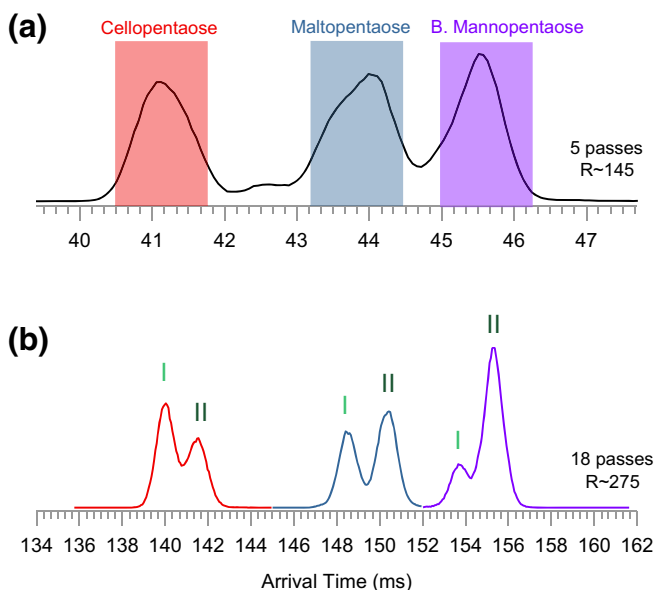 (a)
Cellopentaose Maltopentaose B. Mannopentaose
5 passes
R~145
40 41 42 43 44 45 46 47
(b)
I II I II I II
18 passes
R~275
134 136 138 140 142 144 146 148 150 152 154 156 158 160 162
Arrival Time (ms)